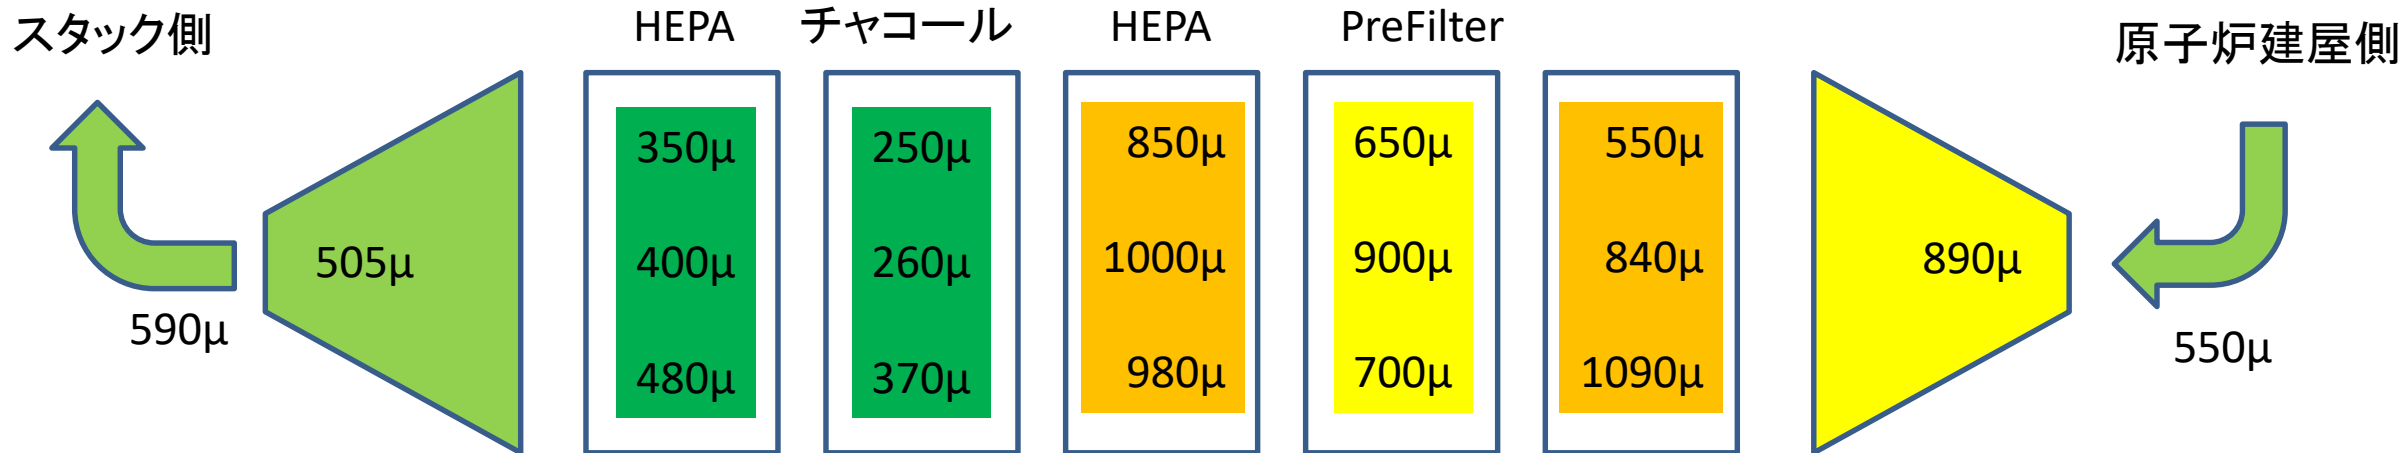 スタック側
HEPA
チャコール
HEPA
PreFilter
原子炉建屋側
350μ
250μ
850μ
650μ
550μ
505μ
400μ
260μ
1000μ
900μ
840μ
890μ
590μ
480μ
370μ
980μ
700μ
1090μ
550μ